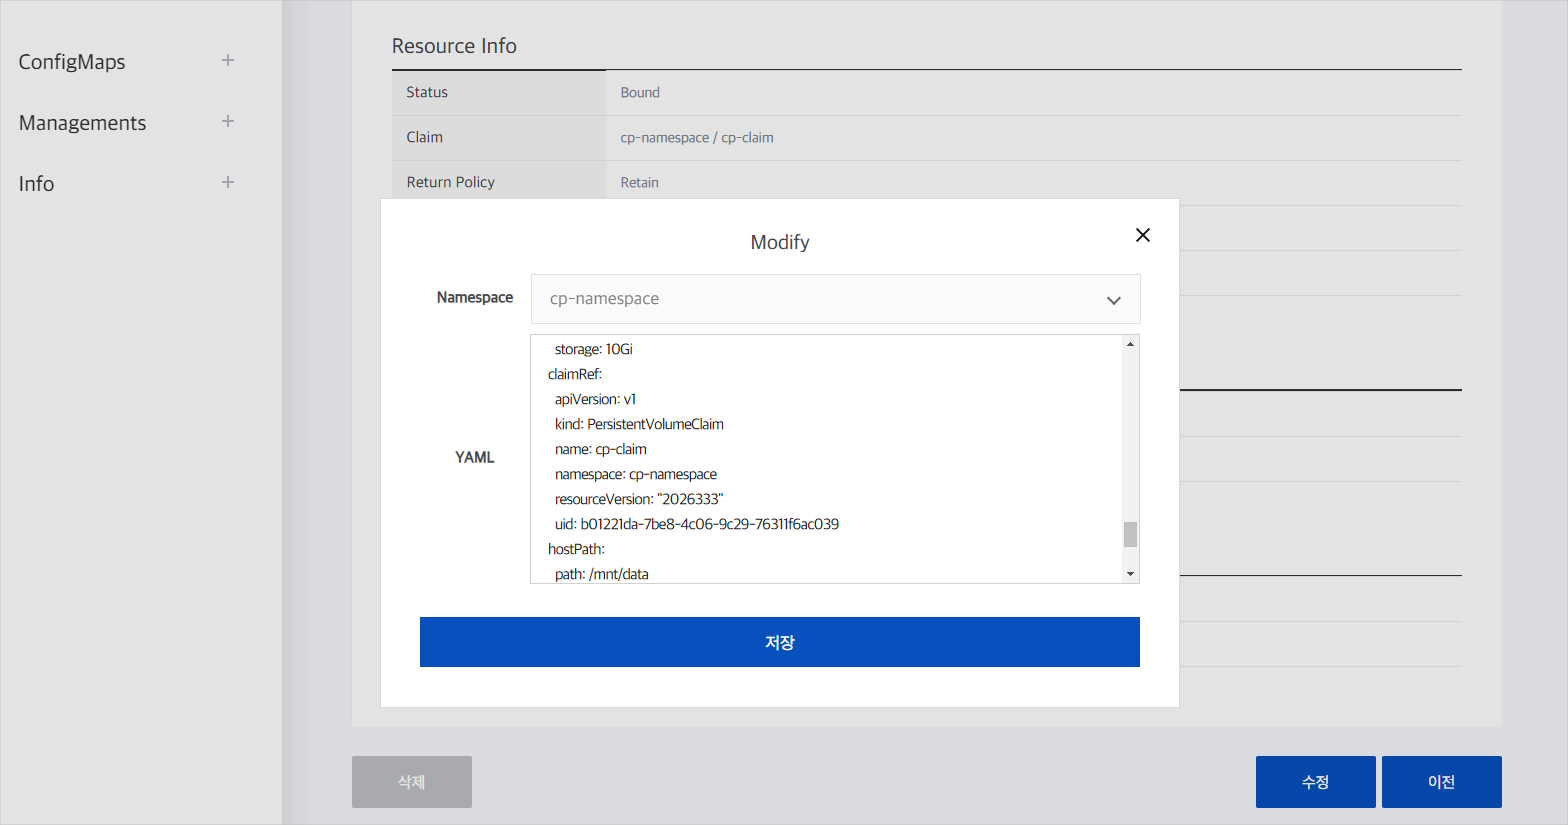 ConfigMaps
Managements
Info
Resource Info
Status Bound
Claim cp-namespace / cp-claim
Return Policy Retain
Modify
Namespace cp-namespace
YAML
storage: 10Gi
claimRef:
apiVersion: v1
kind: PersistentVolumeClaim
name: cp-claim
namespace: cp-namespace
resourceVersion: "2026333"
uid: b01221da-7be8-4c06-9c29-76311f6ac039
hostPath:
path: /mnt/data
저장
삭제
수정
이전